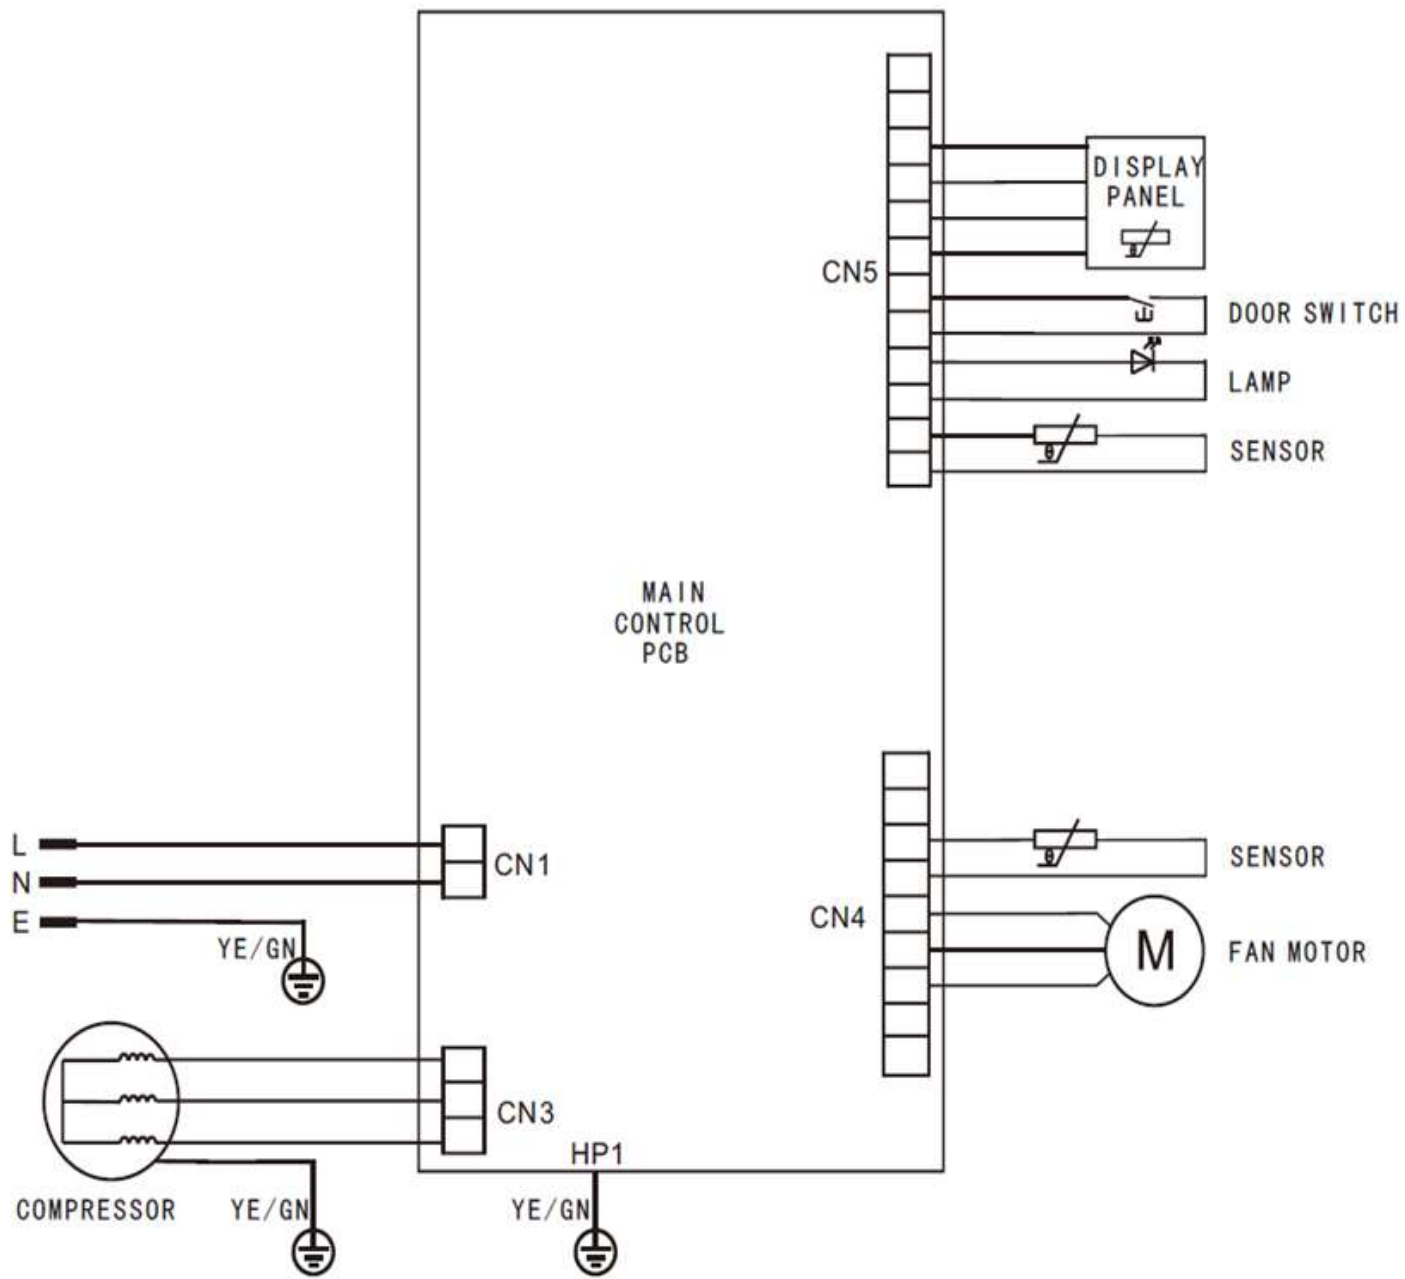 DISPLAY
PANEL
θ
CN5
DOOR SWITCH
LAMP
θ
SENSOR
MAIN
CONTROL
PCB
L
N
E
CN1
YE/GN
θ
SENSOR
CN4
M
FAN MOTOR
CN3
HP1
COMPRESSOR
YE/GN
YE/GN